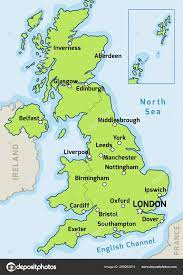 Inverness
Aberdeen
Glasgow
Edinburgh
North
Sea
Belfast
Middlesbrough
IRELAND
York
Liverpool
Leeds
Manchester
Nottingham
Birmingham
Ipswich
Oxford
LONDON
Cardiff
Bristol
Dover
Southampton
Exeter
English Channel
FRANCE
depositphotos